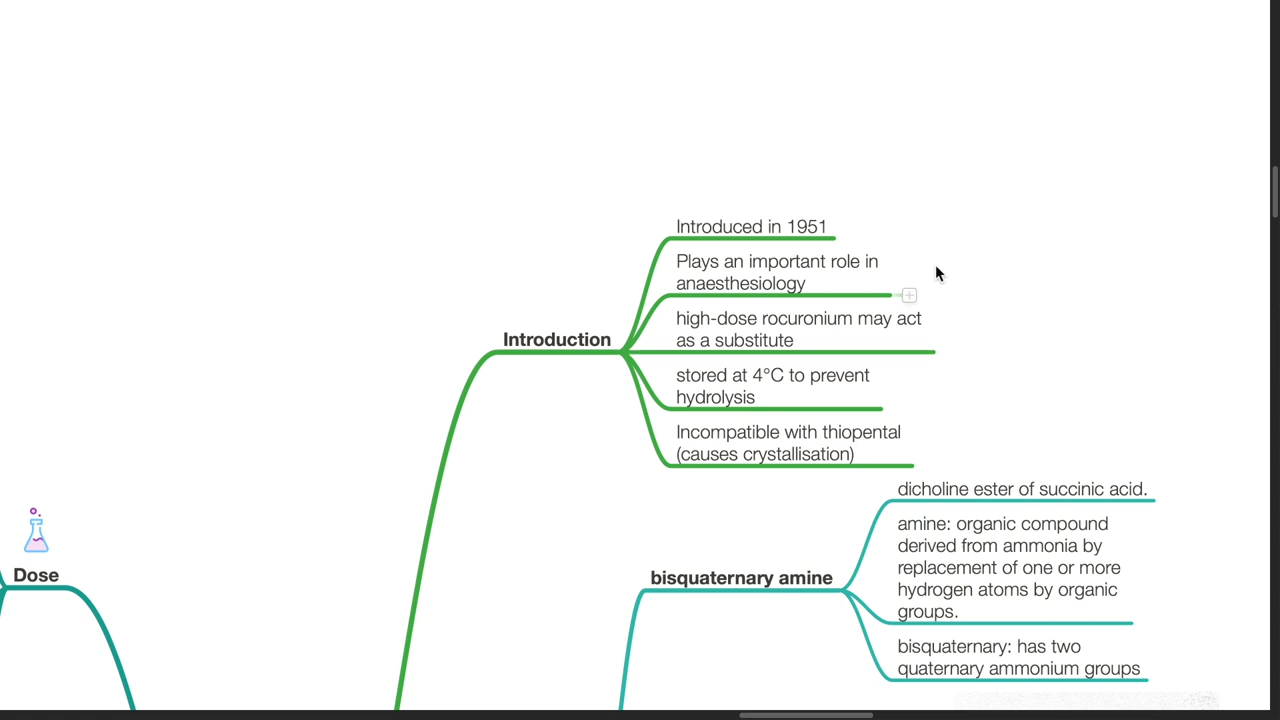 Introduced in 1951
Plays an important role in
anaesthesiology
high-dose rocuronium may act
as a substitute
Introduction
stored at 4°C to prevent
hydrolysis
Incompatible with thiopental
(causes crystallisation)
dicholine ester of succinic acid.
amine: organic compound
derived from ammonia by
replacement of one or more
hydrogen atoms by organic
groups.
bisquaternary amine
bisquaternary: has two
quaternary ammonium groups
Dose